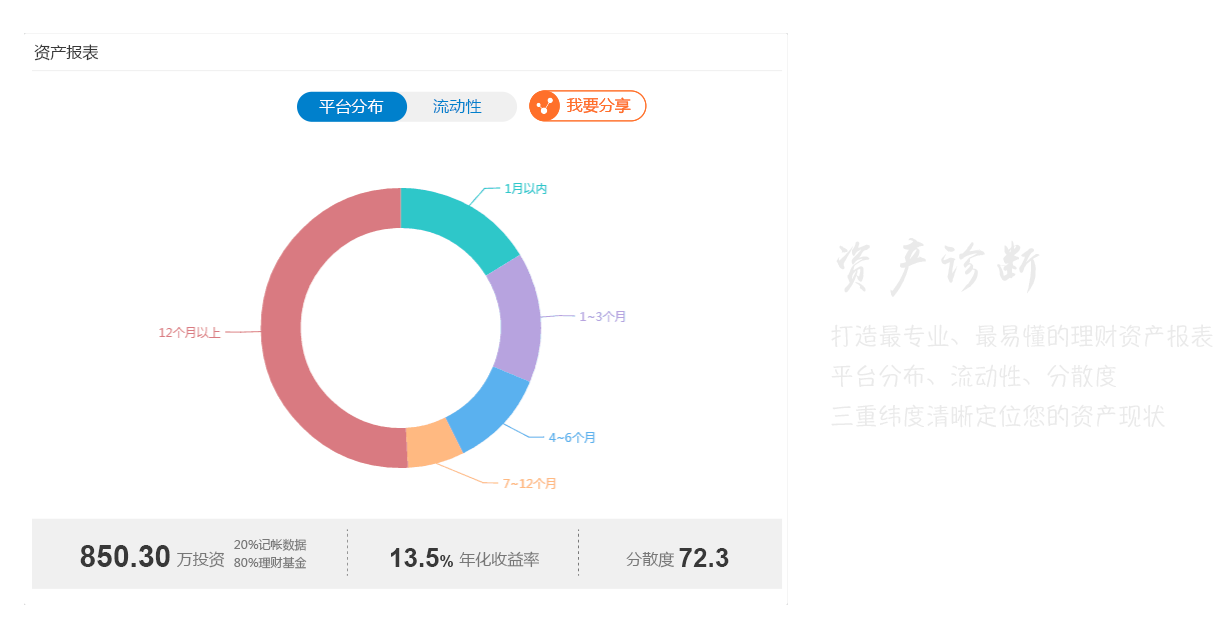 资产报表
平台分布
流动性
我要分享
1月以内
1~3个月
12个月以上
4~6个月
7~12个月
850.30 万投资
20%记帐数据
80%理财基金
13.5% 年化收益率
分散度 72.3
资产诊断
打造最专业、最易懂的理财资产报表
平台分布、流动性、分散度
三重纬度清晰定位您的资产现状